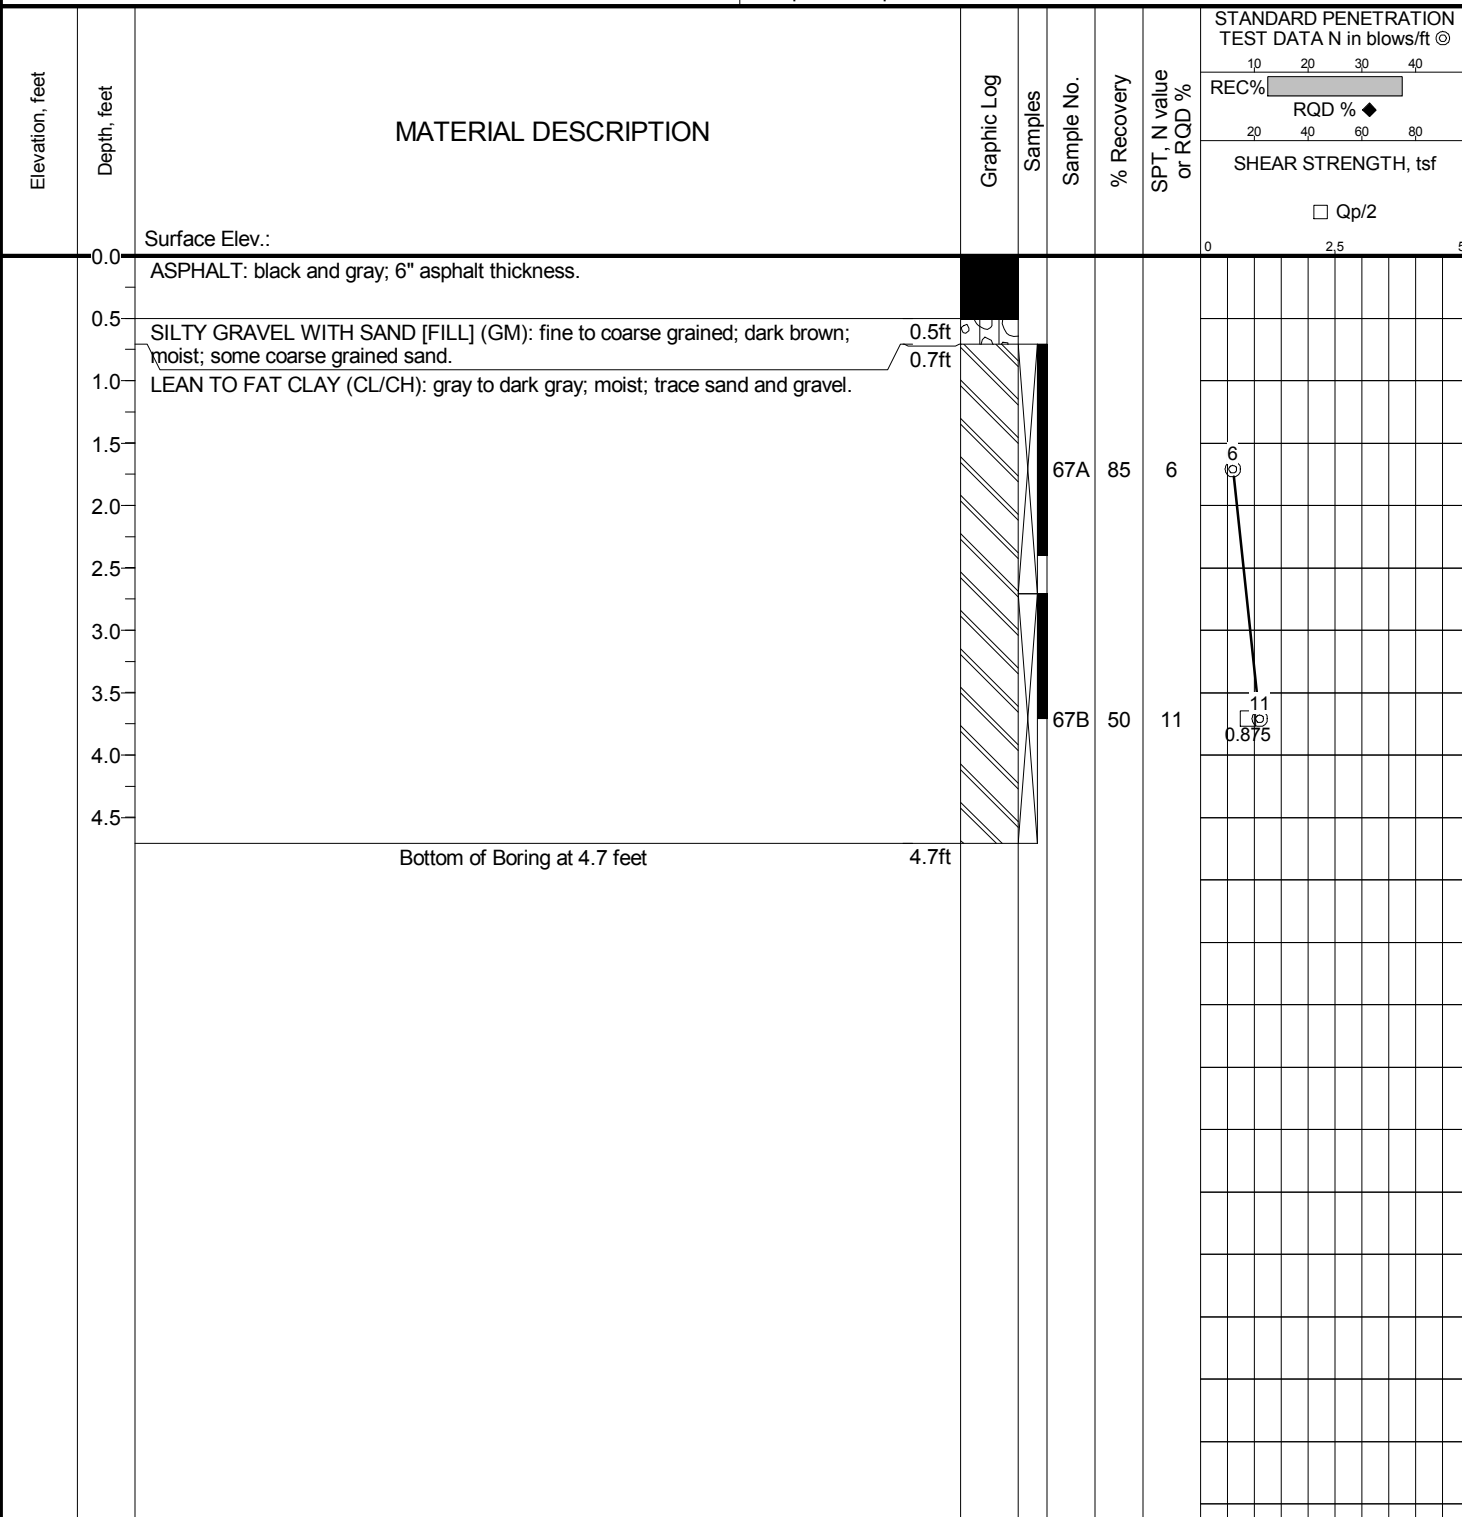 STANDARD PENETRATION
TEST DATA N in blows/ft ◎
10 20 30 40
REC%
RQD % ◆
20 40 60 80
SHEAR STRENGTH, tsf
□ Qp/2
0 2.5 5
Elevation, feet
Depth, feet
MATERIAL DESCRIPTION
Graphic Log
Samples
Sample No.
% Recovery
SPT, N value
or RQD %
Surface Elev.:
0.0
ASPHALT: black and gray; 6" asphalt thickness.
0.5
SILTY GRAVEL WITH SAND [FILL] (GM): fine to coarse grained; dark brown; 0.5ft
moist; some coarse grained sand. 0.7ft
1.0 LEAN TO FAT CLAY (CL/CH): gray to dark gray; moist; trace sand and gravel.
1.5
6
67A 85 6
2.0
2.5
3.0
3.5
11
67B 50 11
0.875
4.0
4.5
Bottom of Boring at 4.7 feet 4.7ft